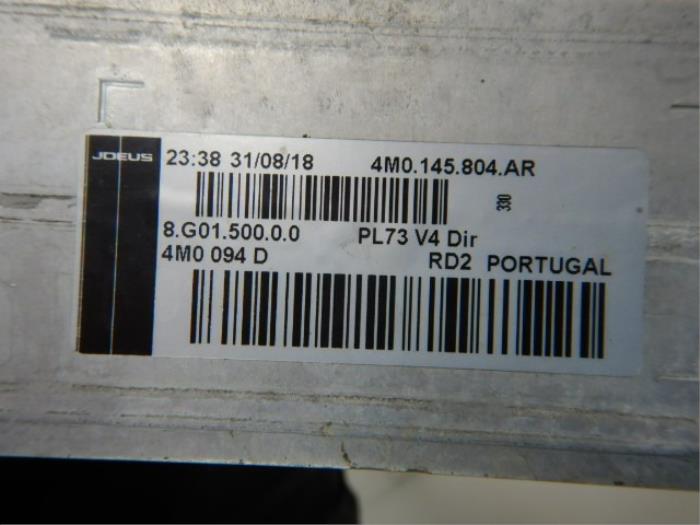 JDEUS
23:38 31/08/18 4M0.145.804.AR
330
8.G01.500.0.0 PL73 V4 Dir
4M0 094 D RD2 PORTUGAL